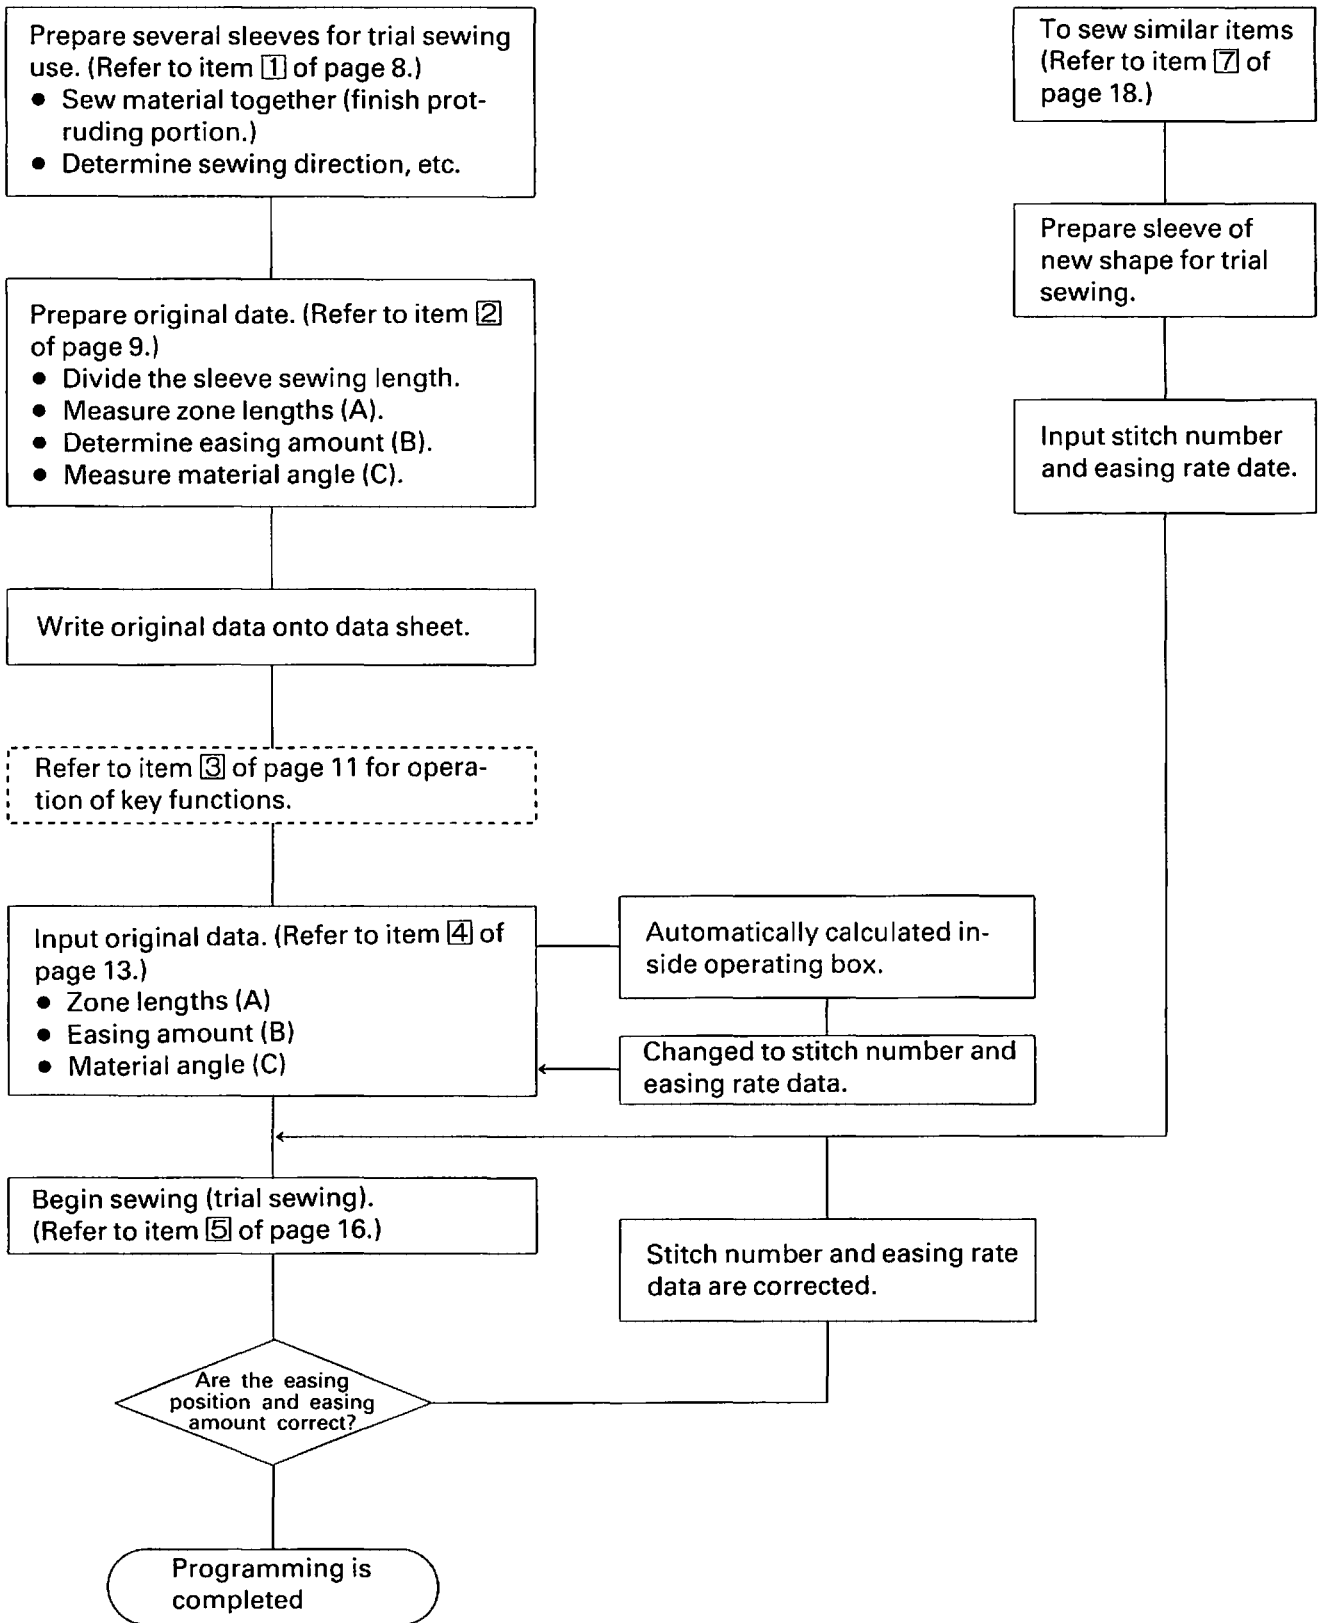 Prepare several sleeves for trial sewing
use. (Refer to item 1 of page 8.)
● Sew material together (finish prot-
ruding portion.)
● Determine sewing direction, etc.
To sew similar items
(Refer to item 7 of
page 18.)
Prepare sleeve of
new shape for trial
sewing.
Prepare original date. (Refer to item 2
of page 9.)
● Divide the sleeve sewing length.
● Measure zone lengths (A).
● Determine easing amount (B).
● Measure material angle (C).
Input stitch number
and easing rate date.
Write original data onto data sheet.
Refer to item 3 of page 11 for opera-
tion of key functions.
Input original data. (Refer to item 4 of
page 13.)
● Zone lengths (A)
● Easing amount (B)
● Material angle (C)
Automatically calculated in-
side operating box.
Changed to stitch number and
easing rate data.
Begin sewing (trial sewing).
(Refer to item 5 of page 16.)
Stitch number and easing rate
data are corrected.
Are the easing
position and easing
amount correct?
Programming is
completed